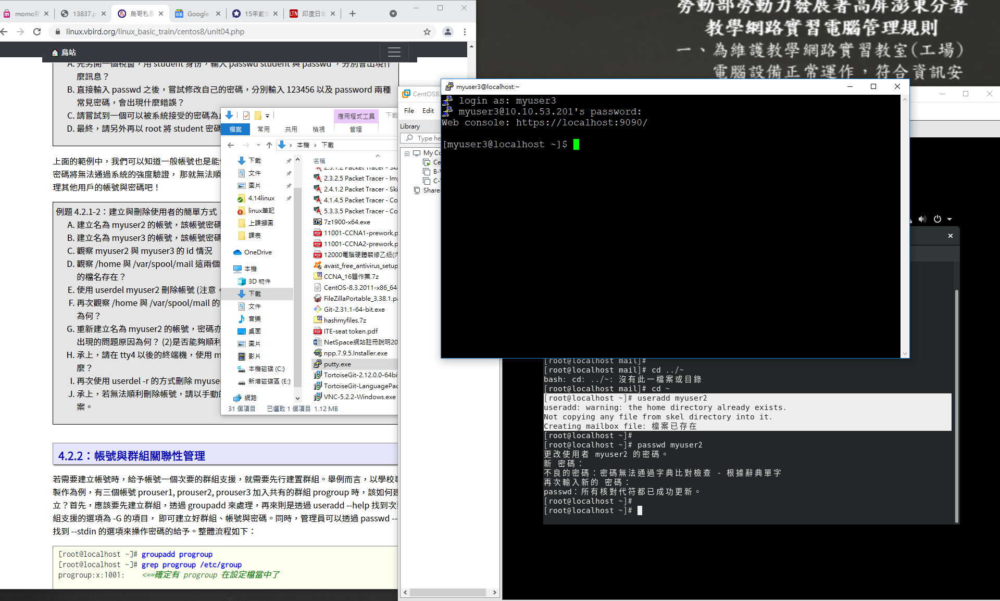 勞動部勞動力發展署高屏澎東分署
教學網路實習電腦管理規則
一、為維護教學網路實習教室(工場)
電腦設備正常運作，符合資訊安
momo
13837.p
鳥哥私房
Google
15年前
印度日
linux.vbird.org/linux_basic_train/centos8/unit04.php
鳥站
A. 先另開一個視窗，用 student 身份，輸入 passwd student 與 passwd ，分別會出現什
麼訊息？
B. 直接輸入 passwd 之後，嘗試修改自己的密碼，分別輸入 123456 以及 password 兩種
常見密碼，會出現什麼錯誤？
C. 請嘗試到一個可以被系統接受的密碼為止
D. 最終，請另外再以 root 將 student 密碼
上面的範例中，我們可以知道一般帳號也是能
密碼將無法通過系統的強度驗證， 那就無法順
理其他用戶的帳號與密碼吧！
例題 4.2.1-2：建立與刪除使用者的簡單方式，
A. 建立名為 myuser2 的帳號，該帳號密碼
B. 建立名為 myuser3 的帳號，該帳號密碼
C. 觀察 myuser2 與 myuser3 的 id 情況
D. 觀察 /home 與 /var/spool/mail 這兩個
的檔名存在？
E. 使用 userdel myuser2 刪除帳號 (注意，
F. 再次觀察 /home 與 /var/spool/mail 的
為何？
G. 重新建立名為 myuser2 的帳號，密碼亦
出現的問題原因為何？ (2)是否能夠順利
H. 承上，請在 tty4 以後的終端機，使用 m
麼？
I. 再次使用 userdel -r 的方式刪除 myuser
J. 承上，若無法順利刪除帳號，請以手動的
案。
4.2.2：帳號與群組關聯性管理
若需要建立帳號時，給予帳號一個次要的群組支援，就需要先行建置群組。舉例而言，以學校專
製作為例，有三個帳號 prouser1, prouser2, prouser3 加入共有的群組 progroup 時，該如何建
立？首先，應該要先建立群組，透過 groupadd 來處理，再來則是透過 useradd --help 找到次要
組支援的選項為 -G 的項目， 即可建立好群組、帳號與密碼。同時，管理員可以透過 passwd --
找到 --stdin 的選項來操作密碼的給予。整體流程如下：
[root@localhost ~]# groupadd progroup
[root@localhost ~]# grep progroup /etc/group
progroup:x:1001: <==確定有 progroup 在設定檔當中了
應用程式工具
下載
檔案
常用
共用
檢視
管理
本機 › 下載
下載
文件
圖片
4.14linux
linux筆記
上課擷圖
課表
OneDrive
本機
3D 物件
下載
文件
音樂
桌面
圖片
影片
本機磁碟 (C:)
新增磁碟區 (E:)
網路
名稱
2.3.1.2 Packet Tracer - Ski
2.3.2.5 Packet Tracer - Imp
2.4.1.2 Packet Tracer - Ski
4.1.4.5 Packet Tracer - Co
5.3.3.5 Packet Tracer - Co
7z1900-x64.exe
11001-CCNA1-prework.p
11001-CCNA2-prework.p
12000電腦硬體裝修乙級(
avast_free_antivirus_setup
CCNA_16題作業.7z
CentOS-8.3.2011-x86_64-
FileZillaPortable_3.38.1.pa
Git-2.31.1-64-bit.exe
hashmyfiles.7z
ITE-seat token.pdf
NetSpace網站註冊說明20
npp.7.9.5.Installer.exe
putty.exe
TortoiseGit-2.12.0.0-64bi
TortoiseGit-LanguagePac
VNC-5.2.2-Windows.exe
31 個項目
已選取 1 個項目 1.12 MB
CentOS83
File
Edit
Library
Type he
My Co
Ce
B-
C-
Share
myuser3@localhost:~
login as: myuser3
myuser3@10.10.53.201's password:
Web console: https://localhost:9090/
[myuser3@localhost ~]$
[root@localhost mail]#
[root@localhost mail]# cd ../~
bash: cd: ../~: 沒有此一檔案或目錄
[root@localhost mail]# cd ~
[root@localhost ~]# useradd myuser2
useradd: warning: the home directory already exists.
Not copying any file from skel directory into it.
Creating mailbox file: 檔案已存在
[root@localhost ~]#
[root@localhost ~]# passwd myuser2
更改使用者 myuser2 的密碼。
新 密碼：
不良的密碼：密碼無法通過字典比對檢查 - 根據辭典單字
再次輸入新的 密碼：
passwd：所有核對代符都已成功更新。
[root@localhost ~]#
[root@localhost ~]#